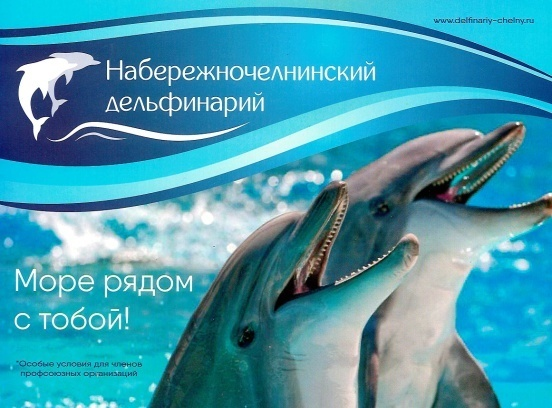 www.delfinariy-chelny.ru
Набережночелнинский
дельфинарий
Море рядом
с тобой!
*Особые условия для членов
профсоюзных организаций